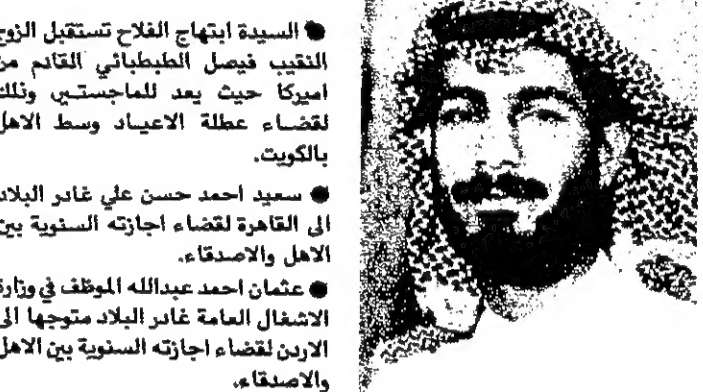 ● السيدة ابتهاج الفلاح تستقبل الزوج
النقيب فيصل الطبطبائي القادم من
اميركا حيث يعد للماجستير وذلك
لقضاء عطلة الاعياد وسط الاهل
بالكويت.
● سعيد احمد حسن علي غادر البلاد
الى القاهرة لقضاء اجازته السنوية بين
الاهل والاصدقاء.
● عثمان احمد عبدالله الموظف في وزارة
الاشغال العامة غادر البلاد متوجها الى
الاردن لقضاء اجازته السنوية بين الاهل
والاصدقاء.